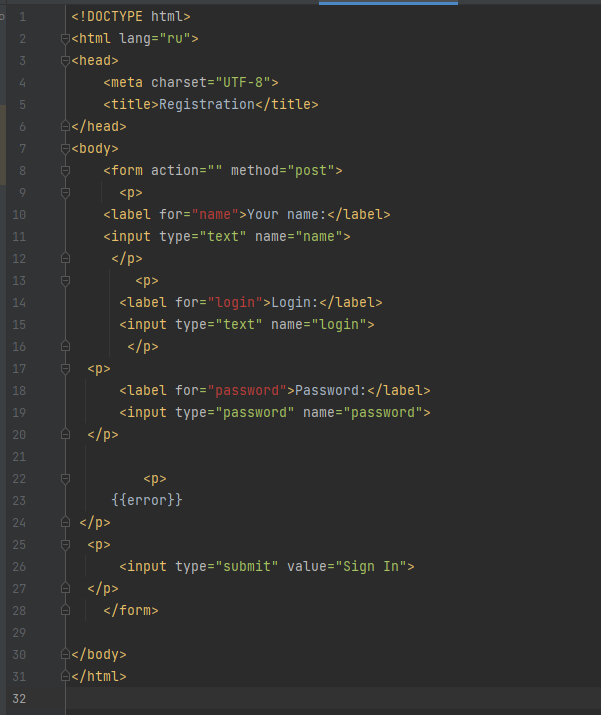 1 <!DOCTYPE html>
2 <html lang="ru">
3 <head>
4     <meta charset="UTF-8">
5     <title>Registration</title>
6 </head>
7 <body>
8     <form action="" method="post">
9       <p>
10     <label for="name">Your name:</label>
11     <input type="text" name="name">
12      </p>
13         <p>
14       <label for="login">Login:</label>
15       <input type="text" name="login">
16        </p>
17   <p>
18       <label for="password">Password:</label>
19       <input type="password" name="password">
20   </p>
21
22          <p>
23      {{error}}
24  </p>
25   <p>
26       <input type="submit" value="Sign In">
27   </p>
28     </form>
29
30 </body>
31 </html>
32